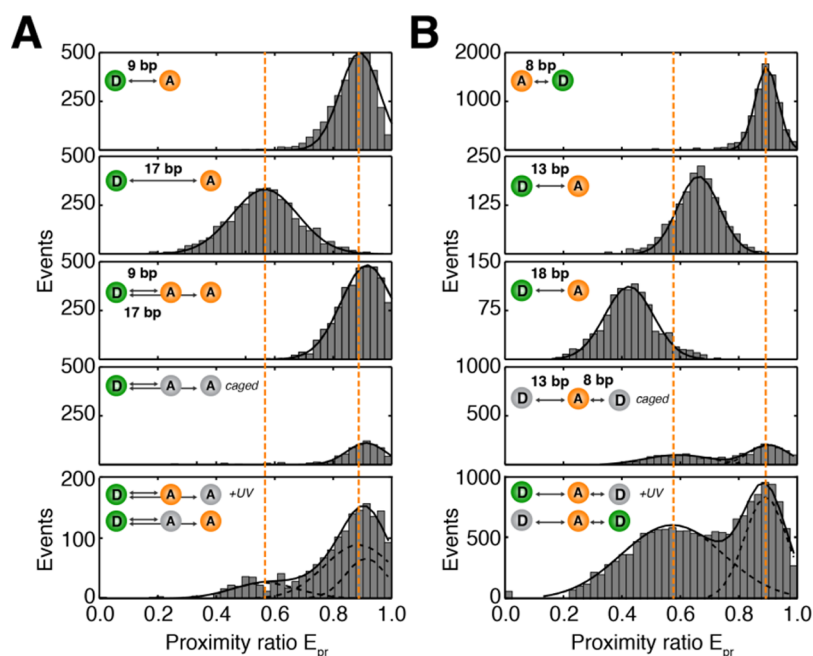 A
500
250
9 bp
D A
500
250
17 bp
D A
Events
500
250
9 bp
D A A
17 bp
500
250
D A A caged
200
100
0
Events
D A A +UV
D A A
0.0 0.2 0.4 0.6 0.8 1.0
Proximity ratio Epr
B
2000
1000
8 bp
A D
250
125
13 bp
D A
Events
150
75
18 bp
D A
1000
500
13 bp 8 bp
D A D caged
1000
500
0
Events
D A D +UV
D A D
0.0 0.2 0.4 0.6 0.8 1.0
Proximity ratio Epr